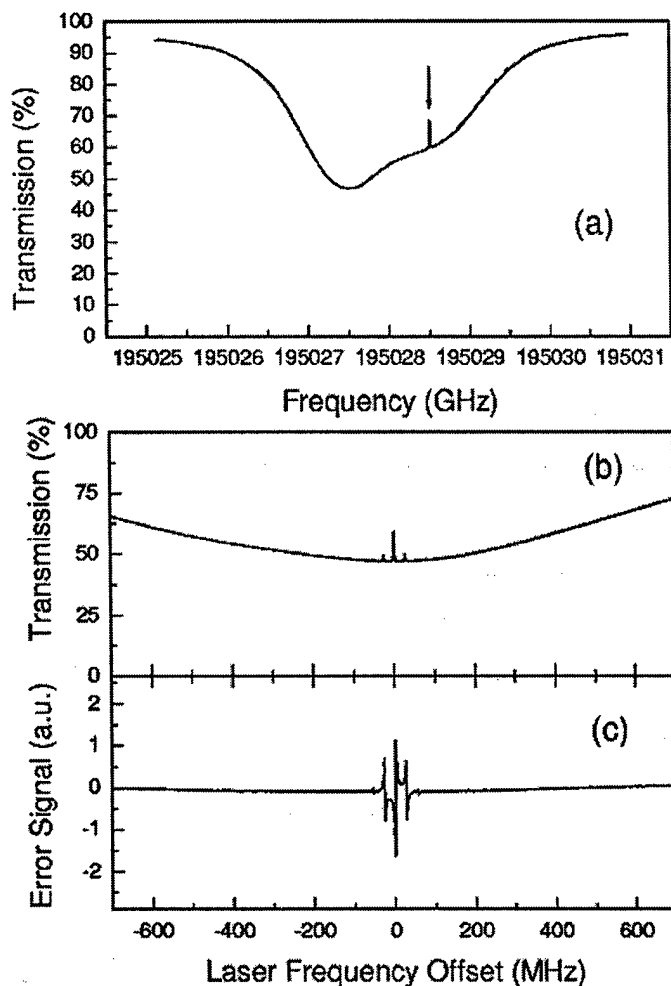 100
90
80
70
60
50
40
30
20
10
0
Transmission (%)
(a)
195025 195026 195027 195028 195029 195030 195031
Frequency (GHz)
100
75
50
25
0
Transmission (%)
(b)
2
1
0
-1
-2
Error Signal (a.u.)
(c)
-600 -400 -200 0 200 400 600
Laser Frequency Offset (MHz)